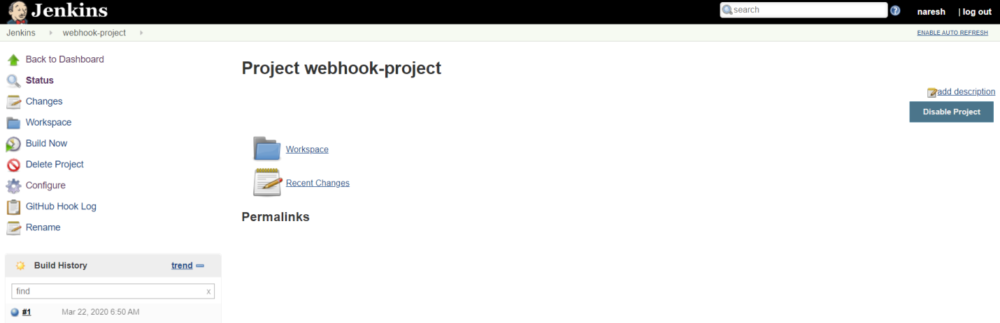 Jenkins
search
naresh | log out
Jenkins webhook-project
ENABLE AUTO REFRESH
Back to Dashboard
Status
Changes
Workspace
Build Now
Delete Project
Configure
GitHub Hook Log
Rename
Build History trend
find x
#1 Mar 22, 2020 6:50 AM
Project webhook-project
add description
Disable Project
Workspace
Recent Changes
Permalinks